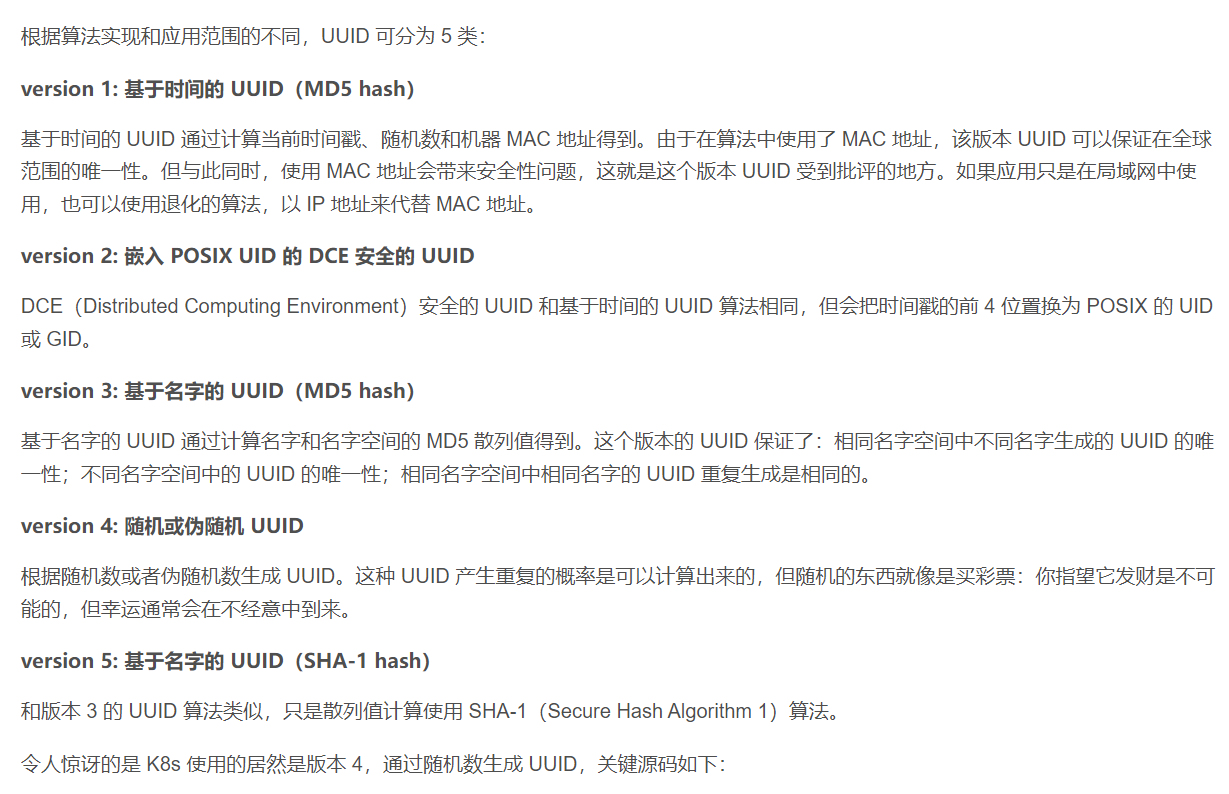 根据算法实现和应用范围的不同，UUID 可分为 5 类：
version 1: 基于时间的 UUID（MD5 hash）
基于时间的 UUID 通过计算当前时间戳、随机数和机器 MAC 地址得到。由于在算法中使用了 MAC 地址，该版本 UUID 可以保证在全球
范围的唯一性。但与此同时，使用 MAC 地址会带来安全性问题，这就是这个版本 UUID 受到批评的地方。如果应用只是在局域网中使
用，也可以使用退化的算法，以 IP 地址来代替 MAC 地址。
version 2: 嵌入 POSIX UID 的 DCE 安全的 UUID
DCE（Distributed Computing Environment）安全的 UUID 和基于时间的 UUID 算法相同，但会把时间戳的前 4 位置换为 POSIX 的 UID
或 GID。
version 3: 基于名字的 UUID（MD5 hash）
基于名字的 UUID 通过计算名字和名字空间的 MD5 散列值得到。这个版本的 UUID 保证了：相同名字空间中不同名字生成的 UUID 的唯
一性；不同名字空间中的 UUID 的唯一性；相同名字空间中相同名字的 UUID 重复生成是相同的。
version 4: 随机或伪随机 UUID
根据随机数或者伪随机数生成 UUID。这种 UUID 产生重复的概率是可以计算出来的，但随机的东西就像是买彩票：你指望它发财是不可
能的，但幸运通常会在不经意中到来。
version 5: 基于名字的 UUID（SHA-1 hash）
和版本 3 的 UUID 算法类似，只是散列值计算使用 SHA-1（Secure Hash Algorithm 1）算法。
令人惊讶的是 K8s 使用的居然是版本 4，通过随机数生成 UUID，关键源码如下：